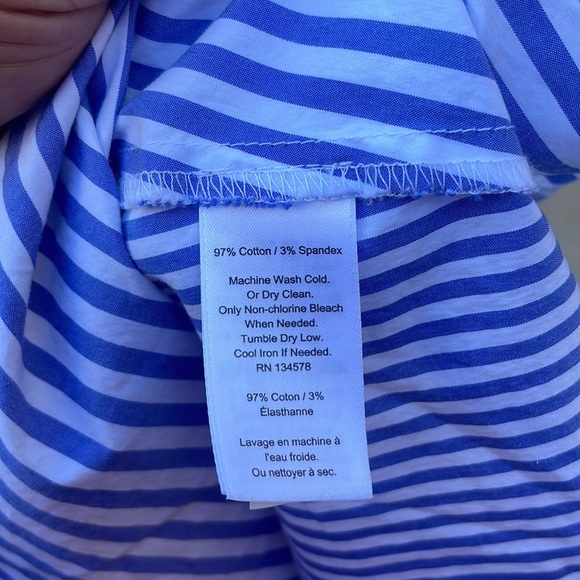 97% Cotton / 3% Spandex
Machine Wash Cold.
Or Dry Clean.
Only Non-chlorine Bleach
When Needed.
Tumble Dry Low.
Cool Iron If Needed.
RN 134578
97% Coton / 3%
Élasthanne
Lavage en machine à
l'eau froide.
Ou nettoyer à sec.